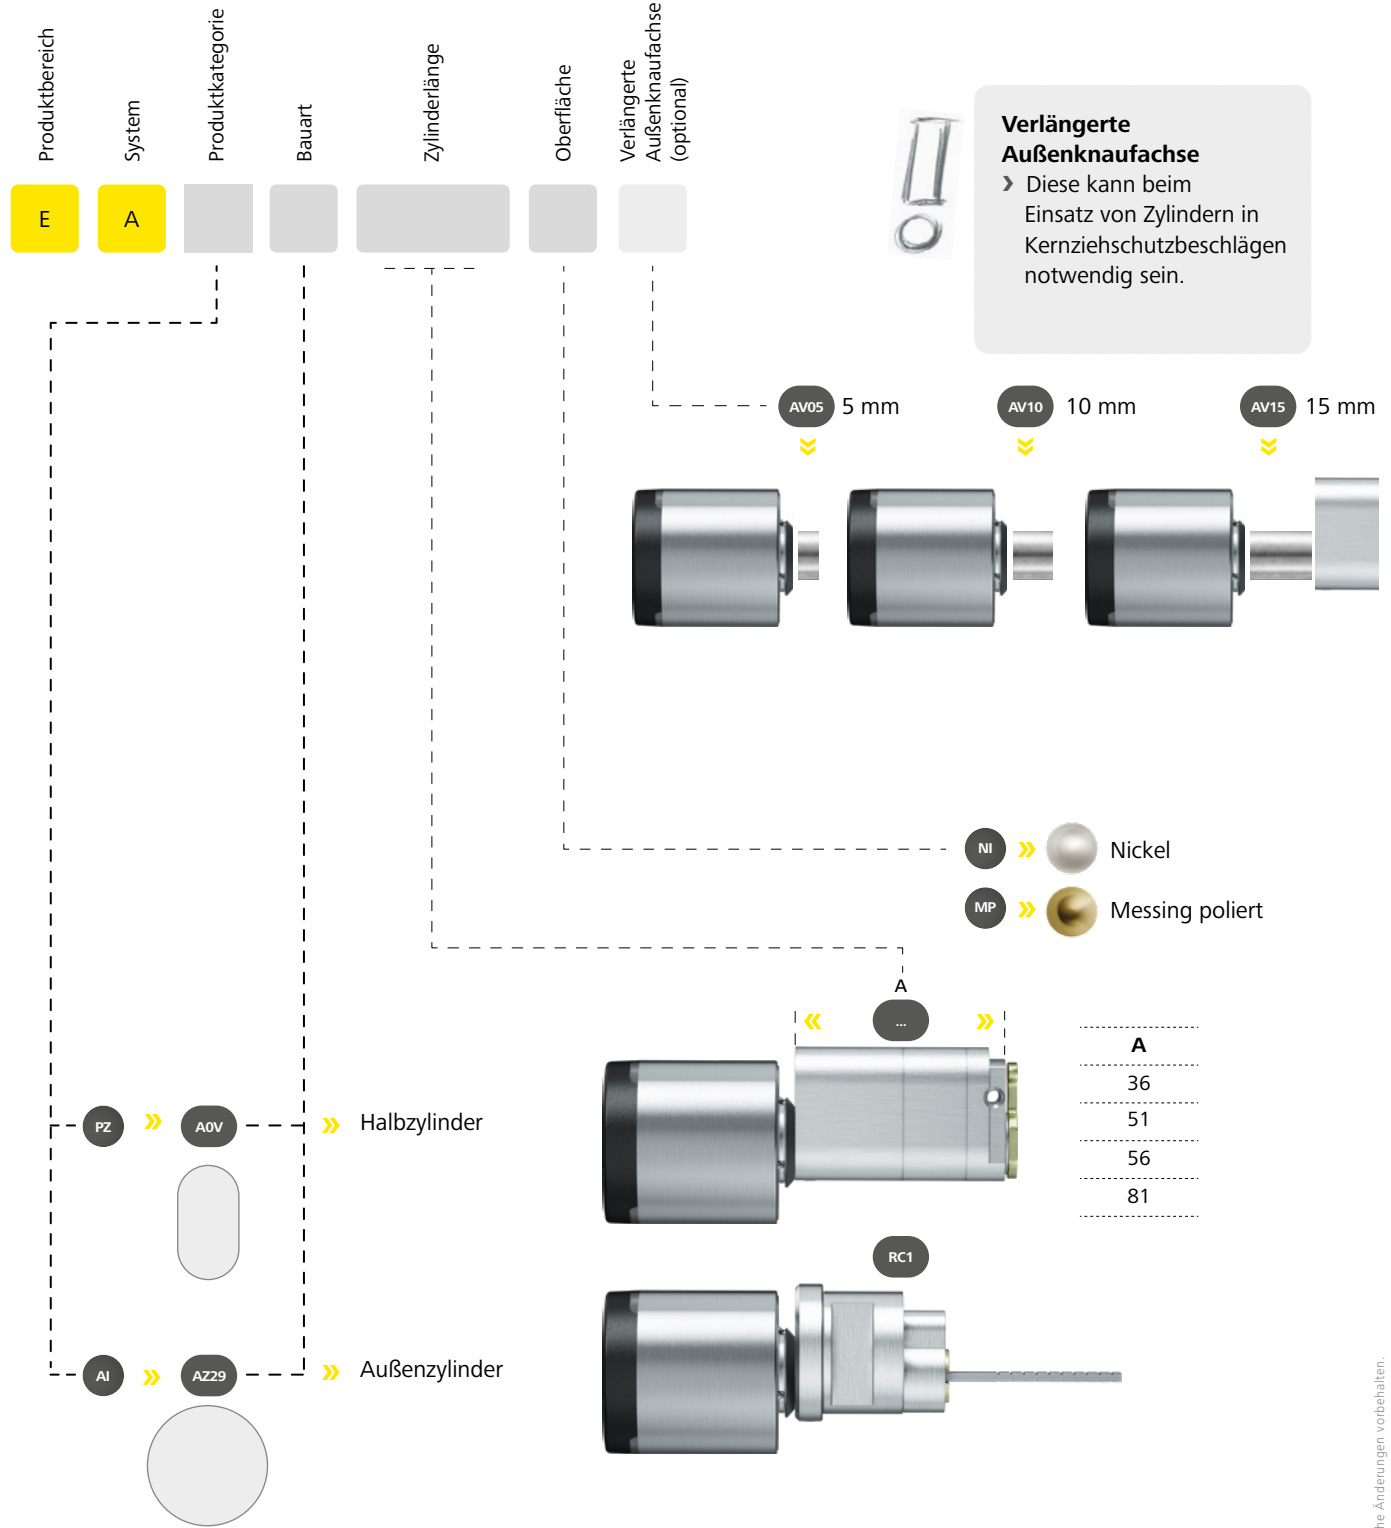 Produktbereich
System
Produktkategorie
Bauart
Zylinderlänge
Oberfläche
Verlängerte
Außenknaufachse
(optional)
E
A
Verlängerte
Außenknaufachse
› Diese kann beim
Einsatz von Zylindern in
Kernziehschutzbeschlägen
notwendig sein.
AV05 5 mm
AV10 10 mm
AV15 15 mm
NI » Nickel
MP » Messing poliert
A
...
A
36
51
56
81
PZ » A0V » Halbzylinder
RC1
AI » AZ29 » Außenzylinder
he Änderungen vorbehalten.